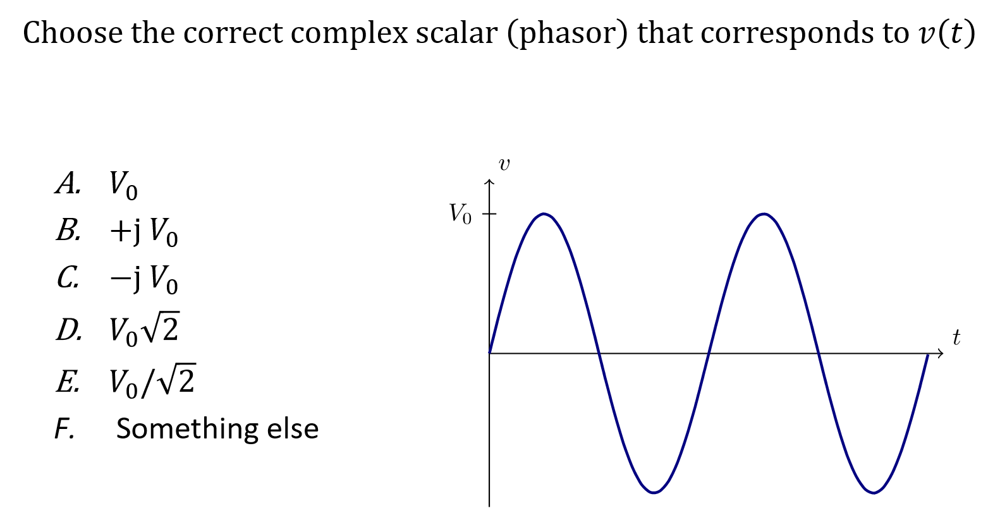 Choose the correct complex scalar (phasor) that corresponds to v(t)
A. V₀
B. +j V₀
C. −j V₀
D. V₀√2
E. V₀/√2
F. Something else
v
V₀
t